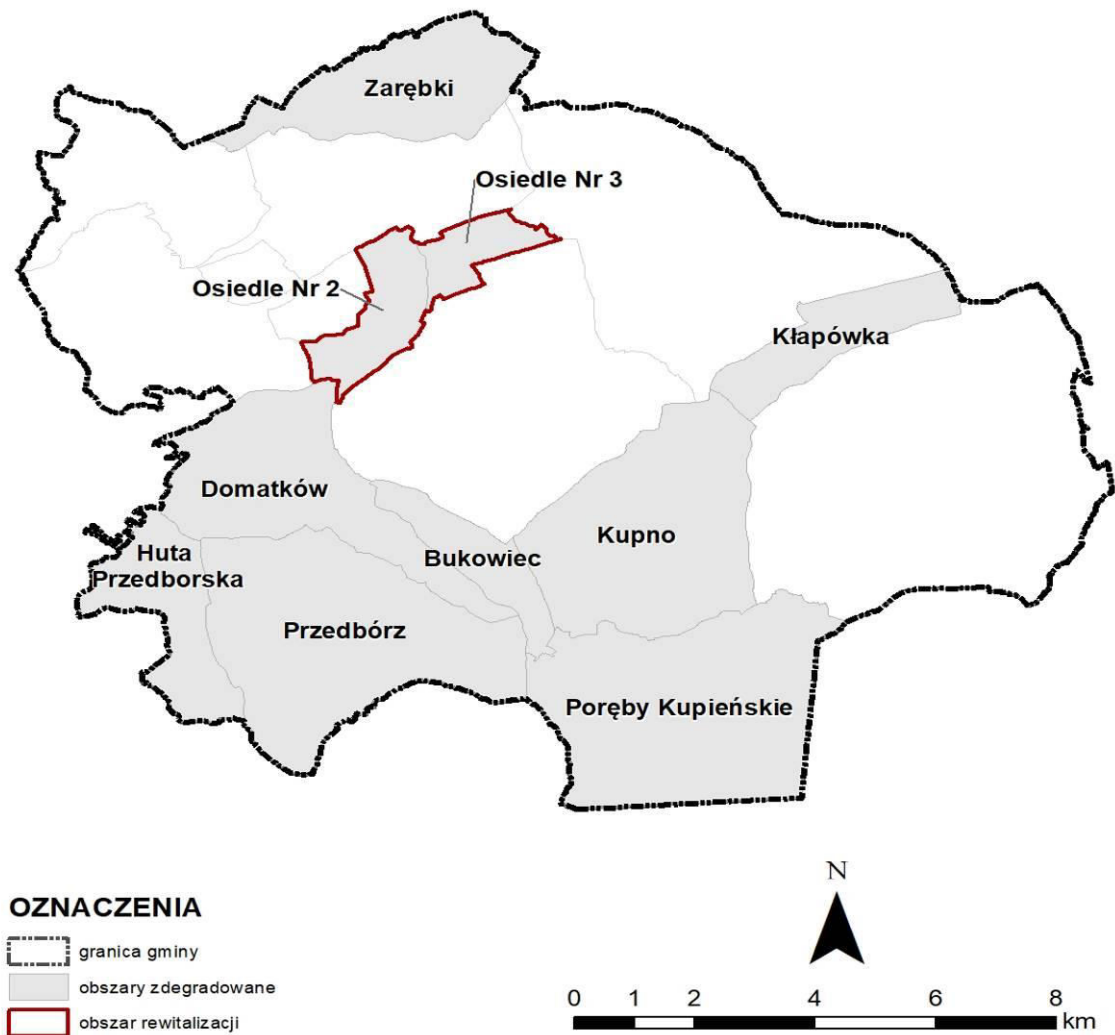 Zarębki
Osiedle Nr 3
Osiedle Nr 2
Kłapówka
Domatków
Kupno
Bukowiec
Huta
Przedborska
Przedbórz
Poręby Kupieńskie
N
OZNACZENIA
granica gminy
obszary zdegradowane
obszar rewitalizacji
0 1 2 4 6 8
km